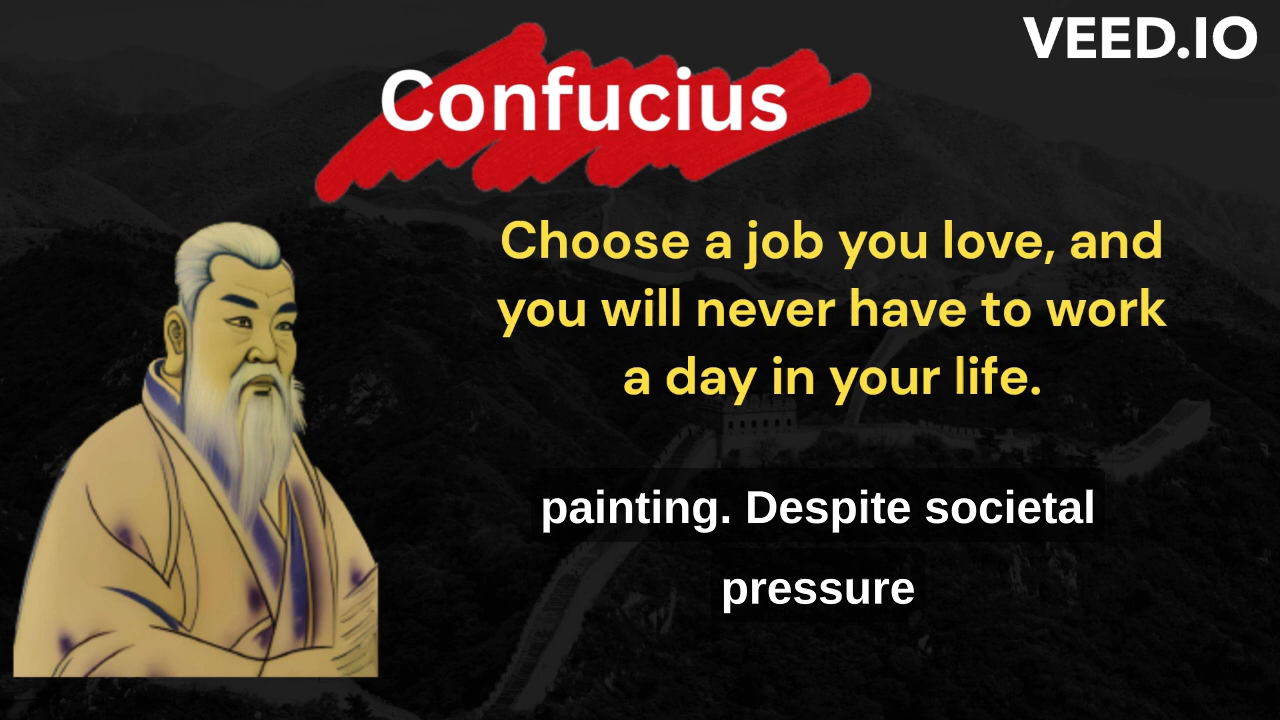 VEED.IO
Confucius
Choose a job you love, and
you will never have to work
a day in your life.
painting. Despite societal
pressure